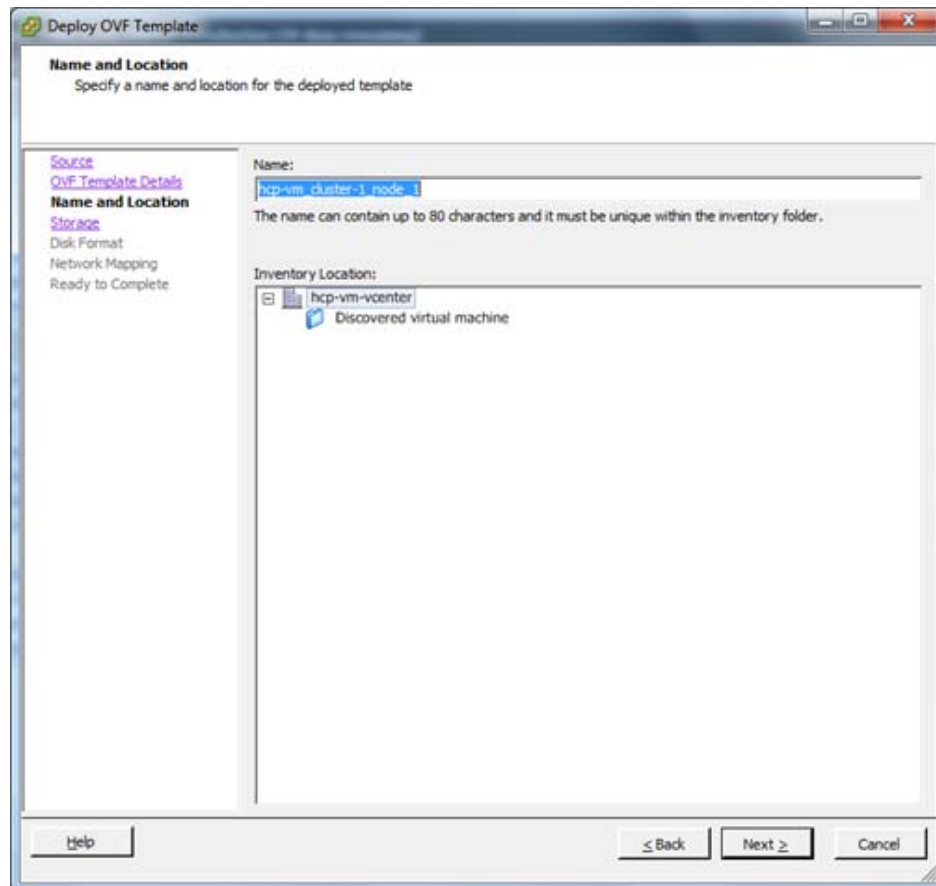 Deploy OVF Template
Name and Location
Specify a name and location for the deployed template
Source
OVF Template Details
Name and Location
Storage
Disk Format
Network Mapping
Ready to Complete
Name:
hcp-vm_cluster-1_node_1
The name can contain up to 80 characters and it must be unique within the inventory folder.
Inventory Location:
hcp-vm-vcenter
Discovered virtual machine
Help
< Back
Next >
Cancel